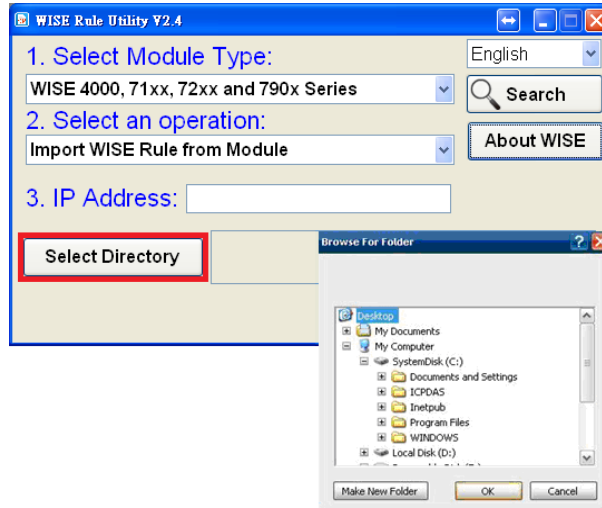 WISE Rule Utility V2.4
1. Select Module Type:
English
WISE 4000, 71xx, 72xx and 790x Series
Search
2. Select an operation:
About WISE
Import WISE Rule from Module
3. IP Address:
Select Directory
Browse For Folder
Desktop
My Documents
My Computer
SystemDisk (C:)
Documents and Settings
ICPDAS
Inetpub
Program Files
WINDOWS
Local Disk (D:)
Make New Folder
OK
Cancel